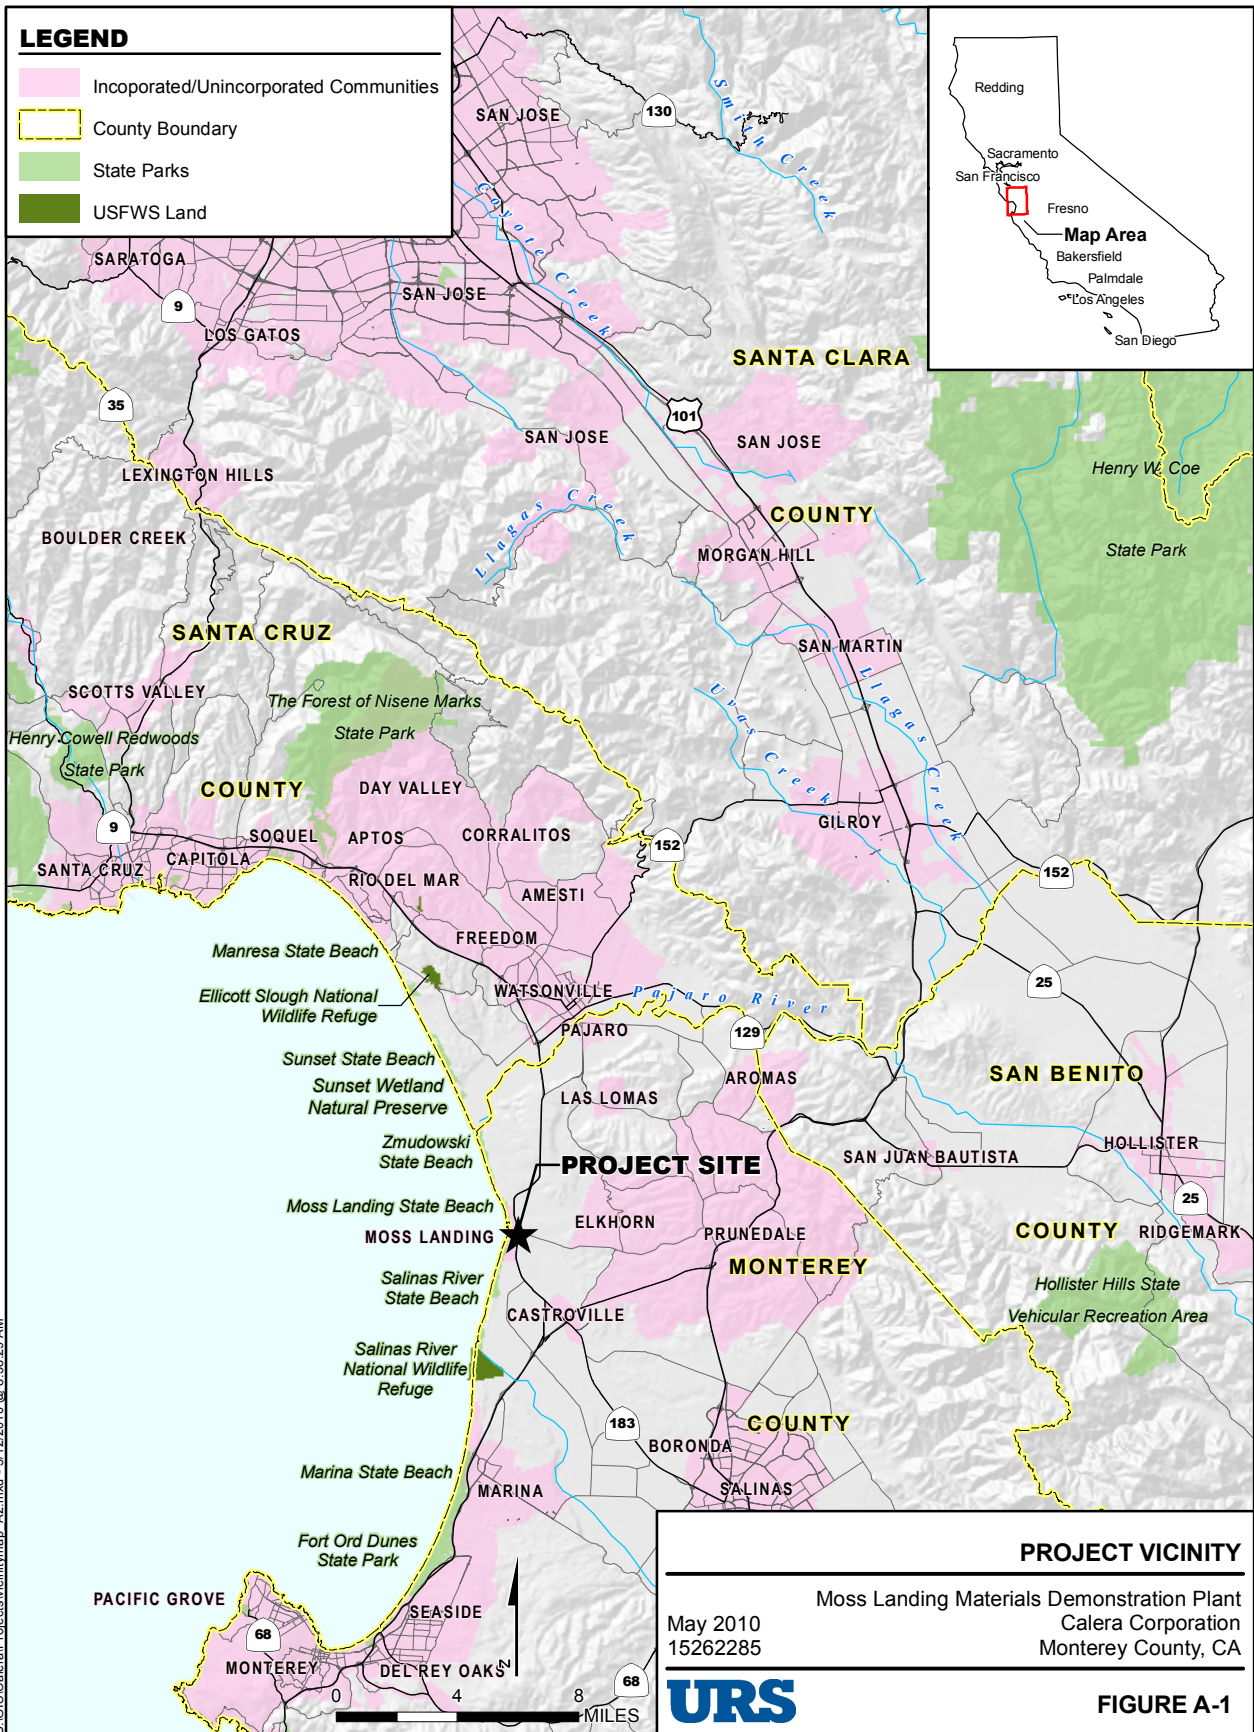 LEGEND
Incoporated/Unincorporated Communities
County Boundary
State Parks
USFWS Land
Redding
Sacramento
San Francisco
Fresno
Map Area
Bakersfield
Palmdale
Los Angeles
San Diego
SAN JOSE
130
Smith Creek
Coyote Creek
SARATOGA
9
SAN JOSE
LOS GATOS
SANTA CLARA
35
101
SAN JOSE
SAN JOSE
Henry W. Coe
LEXINGTON HILLS
Llagas Creek
COUNTY
BOULDER CREEK
MORGAN HILL
State Park
SANTA CRUZ
SAN MARTIN
SCOTTS VALLEY
The Forest of Nisene Marks
State Park
Uvas Creek
Llagas Creek
Henry Cowell Redwoods
State Park
COUNTY
DAY VALLEY
9
SOQUEL
APTOS
CORRALITOS
GILROY
152
SANTA CRUZ
CAPITOLA
RIO DEL MAR
152
AMESTI
FREEDOM
Manresa State Beach
Ellicott Slough National
Wildlife Refuge
WATSONVILLE
Pajaro River
25
PAJARO
129
Sunset State Beach
SAN BENITO
AROMAS
Sunset Wetland
Natural Preserve
LAS LOMAS
Zmudowski
State Beach
HOLLISTER
SAN JUAN BAUTISTA
PROJECT SITE
Moss Landing State Beach
25
ELKHORN
MOSS LANDING
PRUNEDALE
COUNTY
RIDGEMARK
MONTEREY
Salinas River
State Beach
Hollister Hills State
Vehicular Recreation Area
CASTROVILLE
Salinas River
National Wildlife
Refuge
183
COUNTY
BORONDA
Marina State Beach
MARINA
SALINAS
Fort Ord Dunes
State Park
PACIFIC GROVE
SEASIDE
68
MONTEREY
DEL REY OAKS
N
68
0 4 8
MILES
PROJECT VICINITY
Moss Landing Materials Demonstration Plant
May 2010 Calera Corporation
15262285 Monterey County, CA
URS
FIGURE A-1